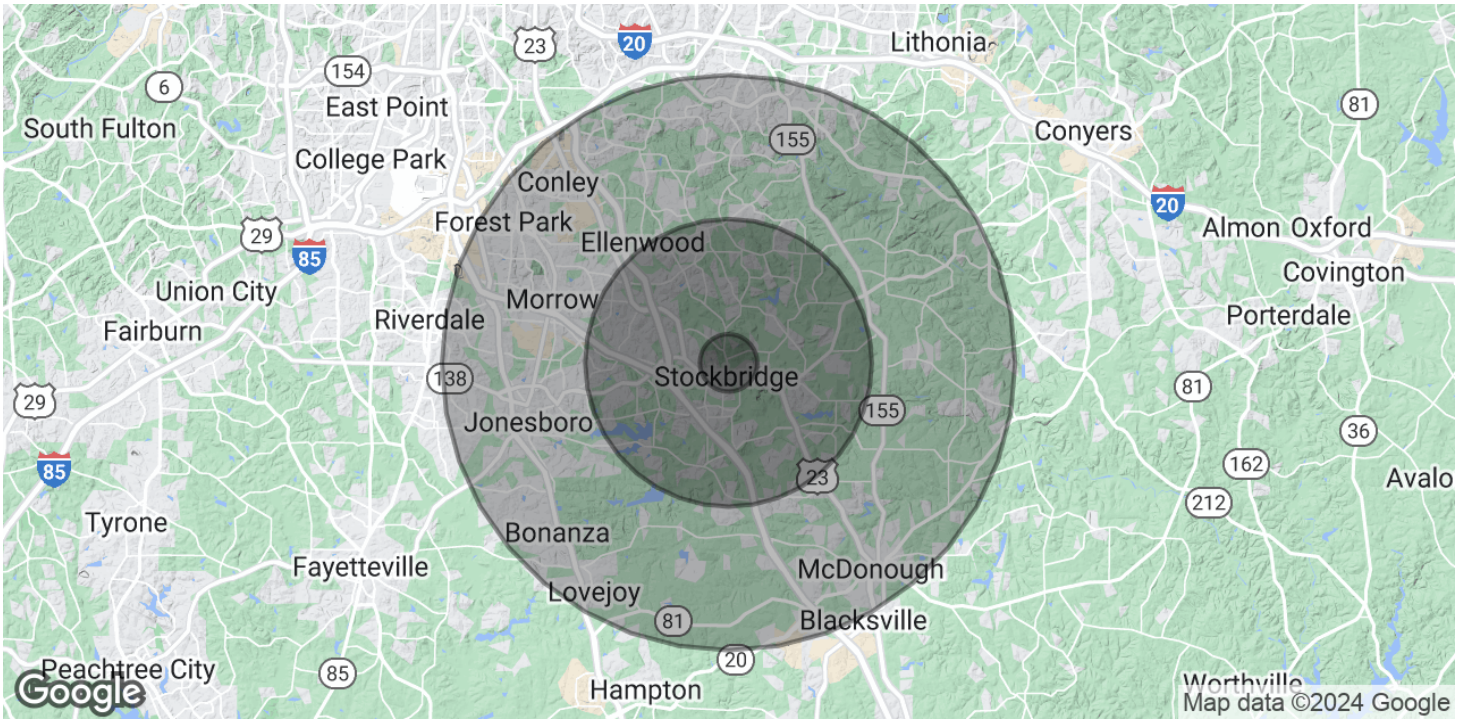 23
20
Lithonia
154
6
East Point
81
South Fulton
155
Conyers
College Park
Conley
20
Forest Park
29
Ellenwood
Almon
Oxford
85
Covington
Union City
Morrow
Riverdale
Porterdale
Fairburn
138
Stockbridge
81
29
155
Jonesboro
36
85
162
23
Avalo
212
Tyrone
Bonanza
Fayetteville
McDonough
Lovejoy
81
Blacksville
20
Peachtree City
85
Hampton
Worthville
Google
Map data ©2024 Google